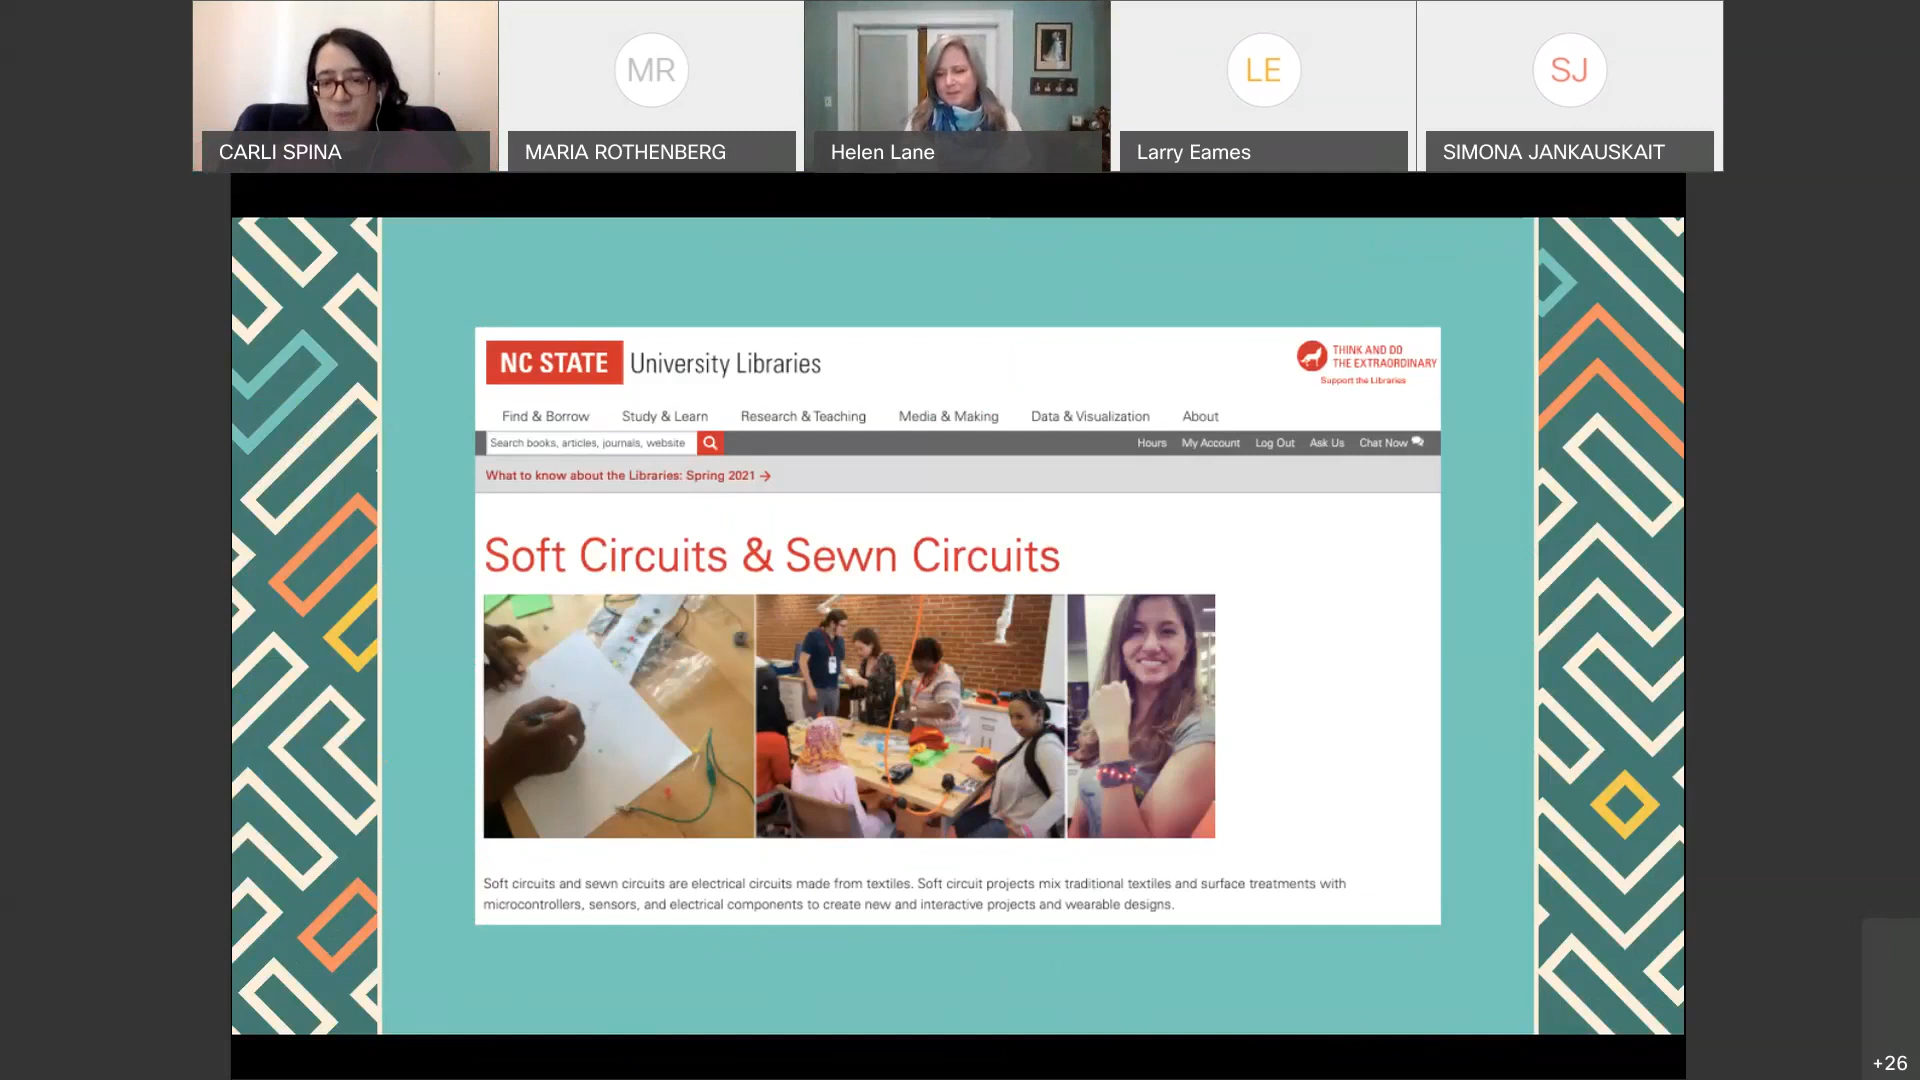 MR
LE
SJ
CARLI SPINA
MARIA ROTHENBERG
Helen Lane
Larry Eames
SIMONA JANKAUSKAIT
NC STATE University Libraries
THINK AND DO
THE EXTRAORDINARY
Support the Libraries
Find & Borrow Study & Learn Research & Teaching Media & Making Data & Visualization About
Search books, articles, journals, website Hours My Account Log Out Ask Us Chat Now
What to know about the Libraries: Spring 2021 →
Soft Circuits & Sewn Circuits
Soft circuits and sewn circuits are electrical circuits made from textiles. Soft circuit projects mix traditional textiles and surface treatments with
microcontrollers, sensors, and electrical components to create new and interactive projects and wearable designs.
+26